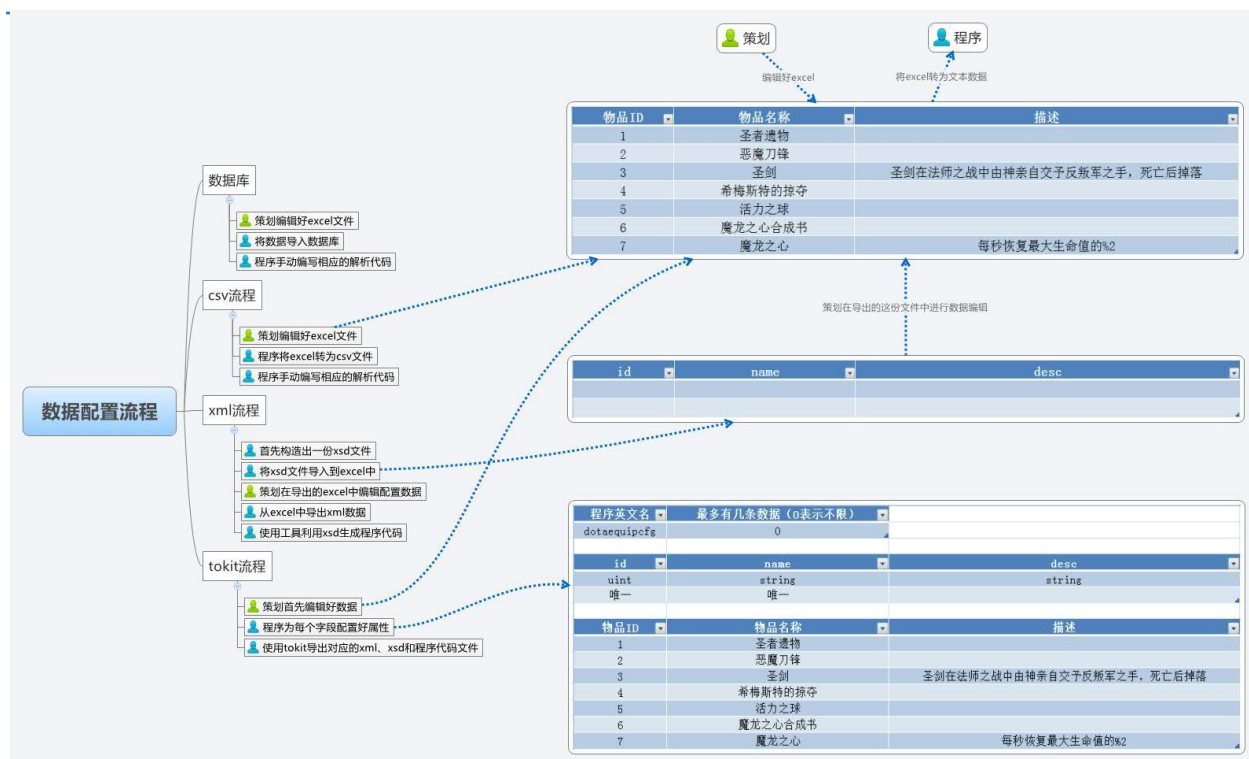 策划
程序
编辑好excel
将excel转为文本数据
物品ID 物品名称 描述
1 圣者遗物
2 恶魔刀锋
3 圣剑 圣剑在法师之战中由神亲自交予反叛军之手，死亡后掉落
4 希梅斯特的掠夺
5 活力之球
6 魔龙之心合成书
7 魔龙之心 每秒恢复最大生命值的%2
策划在导出的这份文件中进行数据编辑
id name desc
数据配置流程
数据库
策划编辑好excel文件
将数据导入数据库
程序手动编写相应的解析代码
csv流程
策划编辑好excel文件
程序将excel转为csv文件
程序手动编写相应的解析代码
xml流程
首先构造出一份xsd文件
将xsd文件导入到excel中
策划在导出的excel中编辑配置数据
从excel中导出xml数据
使用工具利用xsd生成程序代码
tokit流程
策划首先编辑好数据
程序为每个字段配置好属性
使用tokit导出对应的xml、xsd和程序代码文件
程序英文名 最多有几条数据（0表示不限）
dotaequipcfg 0
id name desc
uint string string
唯一 唯一
物品ID 物品名称 描述
1 圣者遗物
2 恶魔刀锋
3 圣剑 圣剑在法师之战中由神亲自交予反叛军之手，死亡后掉落
4 希梅斯特的掠夺
5 活力之球
6 魔龙之心合成书
7 魔龙之心 每秒恢复最大生命值的%2